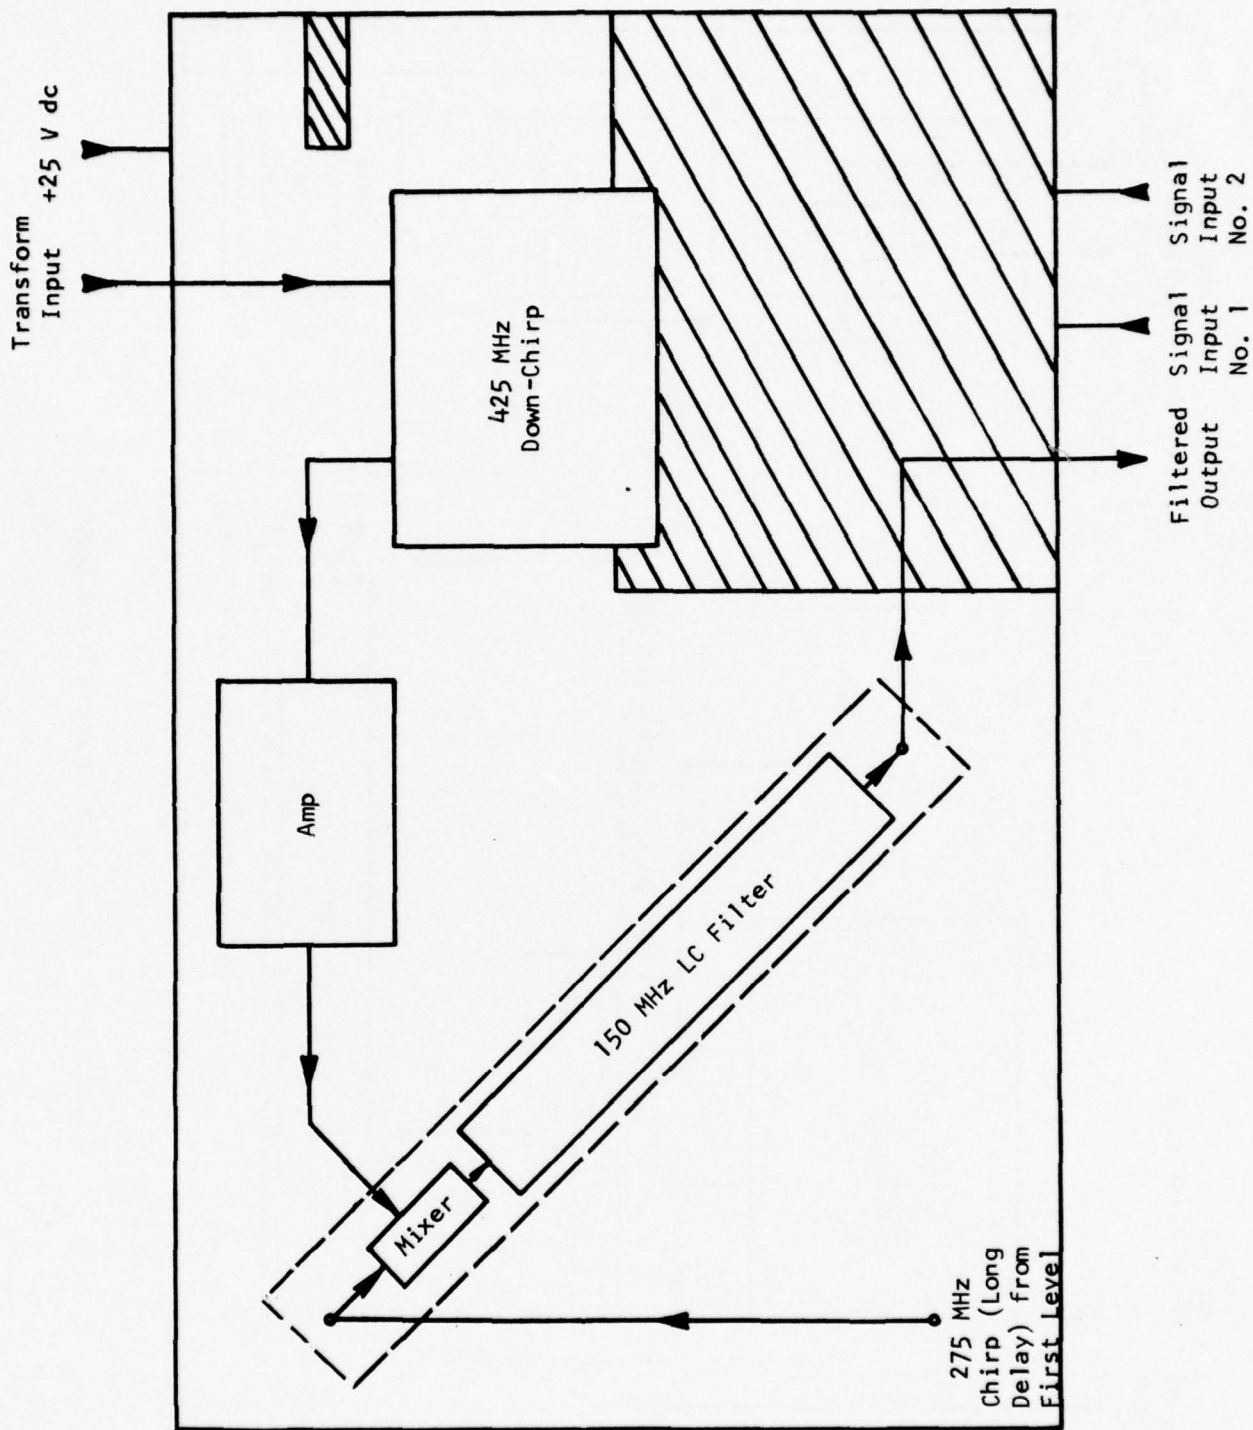 Transform
Input
+25 V dc
425 MHz
Down-Chirp
Amp
Mixer
150 MHz LC Filter
275 MHz
Chirp (Long
Delay) from
First Level
Filtered
Output
Signal
Input
No. 1
Signal
Input
No. 2